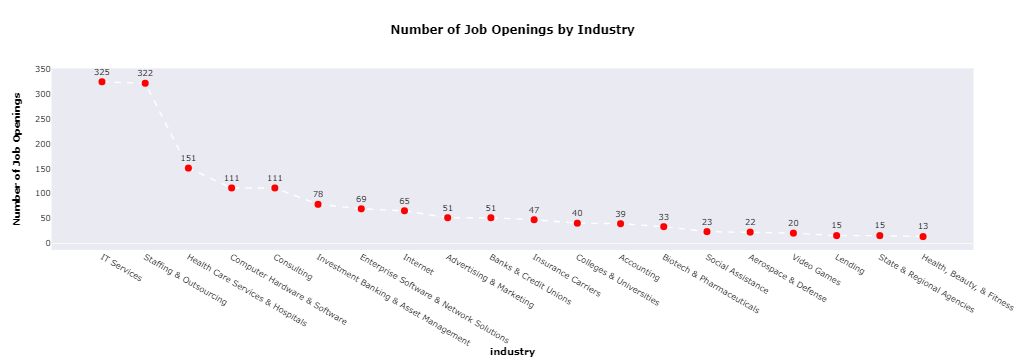 Number of Job Openings by Industry
Number of Job Openings
350
300
250
200
150
100
50
0
325
322
151
111
111
78
69
65
51
51
47
40
39
33
23
22
20
15
15
13
IT Services
Staffing & Outsourcing
Health Care Services & Hospitals
Computer Hardware & Software
Consulting
Investment Banking & Asset Management
Enterprise Software & Network Solutions
Internet
Advertising & Marketing
Banks & Credit Unions
Insurance Carriers
Colleges & Universities
Accounting
Biotech & Pharmaceuticals
Social Assistance
Aerospace & Defense
Video Games
Lending
State & Regional Agencies
Health, Beauty, & Fitness
industry